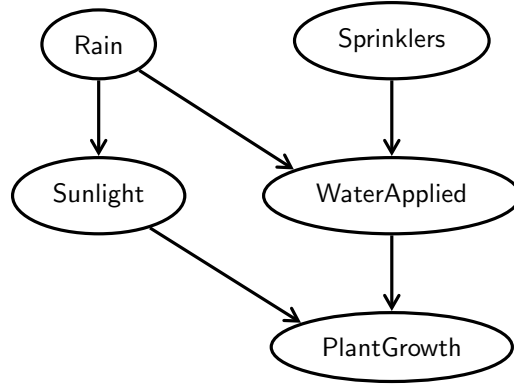 Rain
Sprinklers
Sunlight
WaterApplied
PlantGrowth